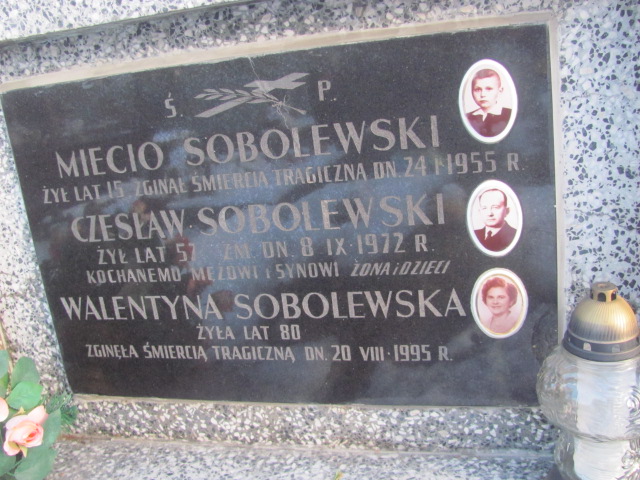 Ś. P.
MIECIO SOBOLEWSKI
ŻYŁ LAT 15 ZGINĄŁ ŚMIERCIĄ TRAGICZNĄ DN. 24 I·1955 R
CZESŁAW SOBOLEWSKI
ŻYŁ LAT 57 ZM. DN. 8 IX·1972 R.
KOCHANEMU MĘŻOWI i SYNOWI ŻONA i DZIECI
WALENTYNA SOBOLEWSKA
ŻYŁA LAT 80
ZGINĘŁA ŚMIERCIĄ TRAGICZNĄ DN. 20 VIII·1995 R.